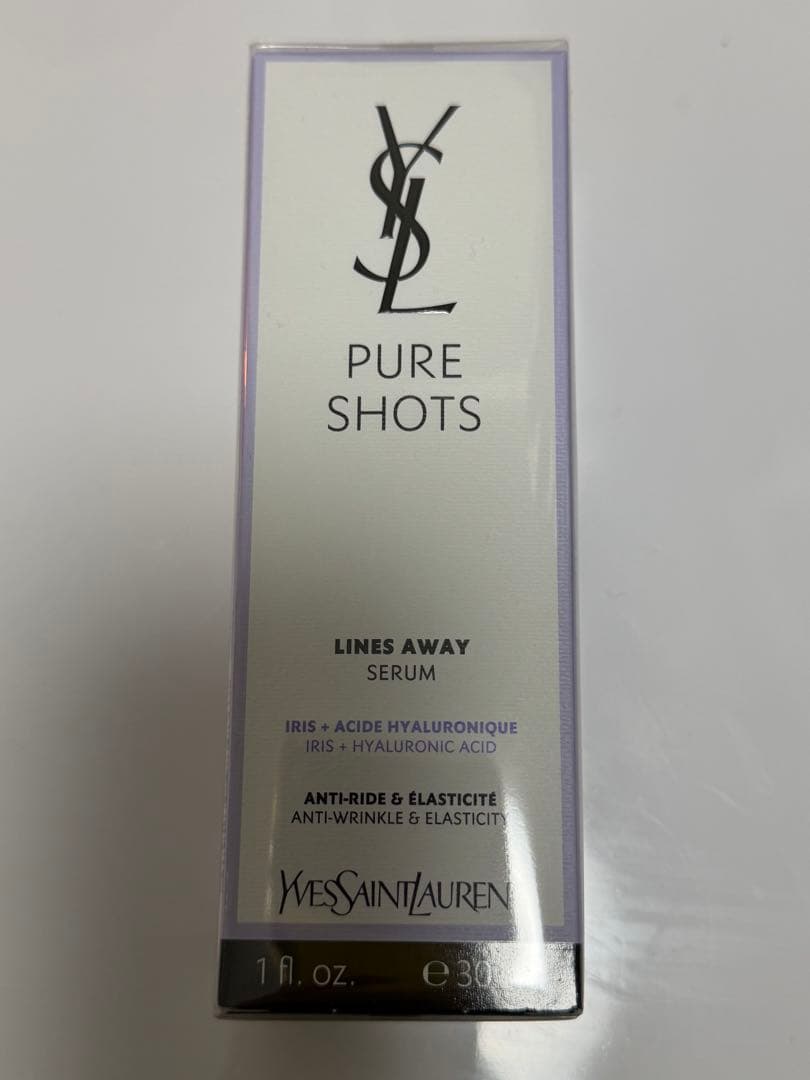 YSL
PURE
SHOTS
LINES AWAY
SERUM
IRIS + ACIDE HYALURONIQUE
IRIS + HYALURONIC ACID
ANTI-RIDE & ÉLASTICITÉ
ANTI-WRINKLE & ELASTICITY
YVESSAINTLAUREN
1 fl. oz. ℮ 30